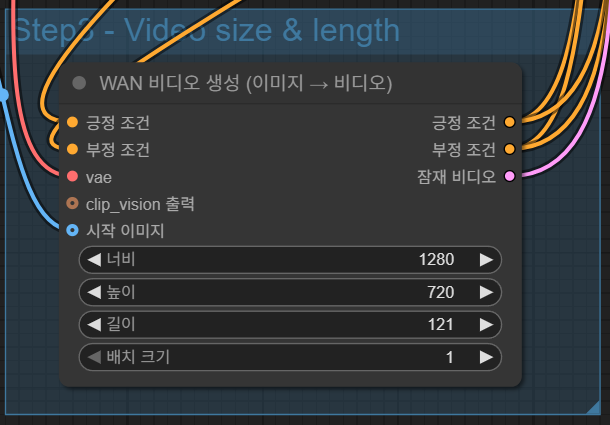 Step3 - Video size & length
WAN 비디오 생성 (이미지 → 비디오)
긍정 조건 긍정 조건
부정 조건 부정 조건
vae 잠재 비디오
clip_vision 출력
시작 이미지
너비 1280
높이 720
길이 121
배치 크기 1